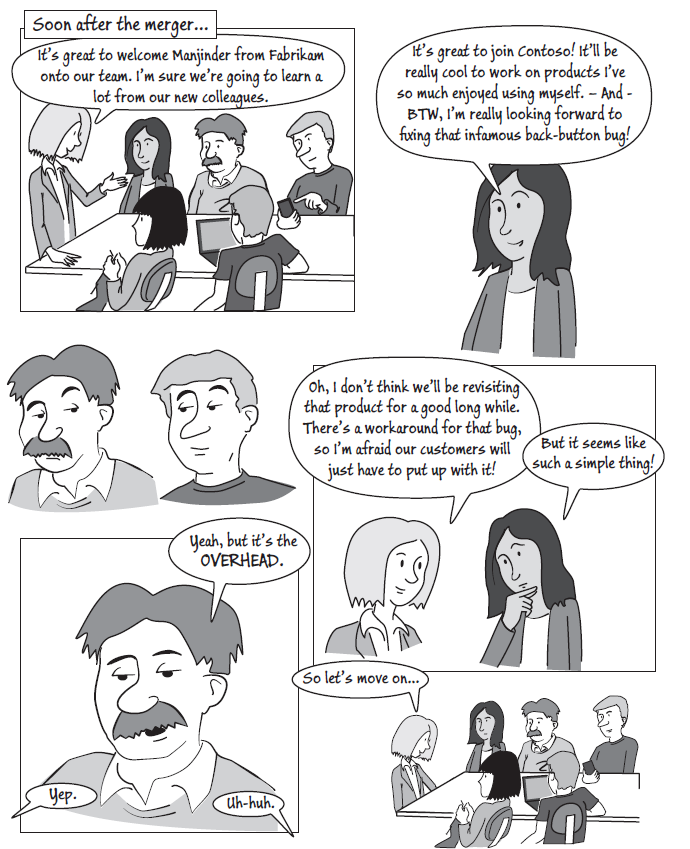 Soon after the merger...
It's great to welcome Manjinder from Fabrikam
onto our team. I'm sure we're going to learn a
lot from our new colleagues.
It's great to join Contoso! It'll be
really cool to work on products I've
so much enjoyed using myself. – And -
BTW, I'm really looking forward to
fixing that infamous back-button bug!
Oh, I don't think we'll be revisiting
that product for a good long while.
There's a workaround for that bug,
so I'm afraid our customers will
just have to put up with it!
But it seems like
such a simple thing!
Yeah, but it's the
OVERHEAD.
Yep.
Uh-huh.
So let's move on...